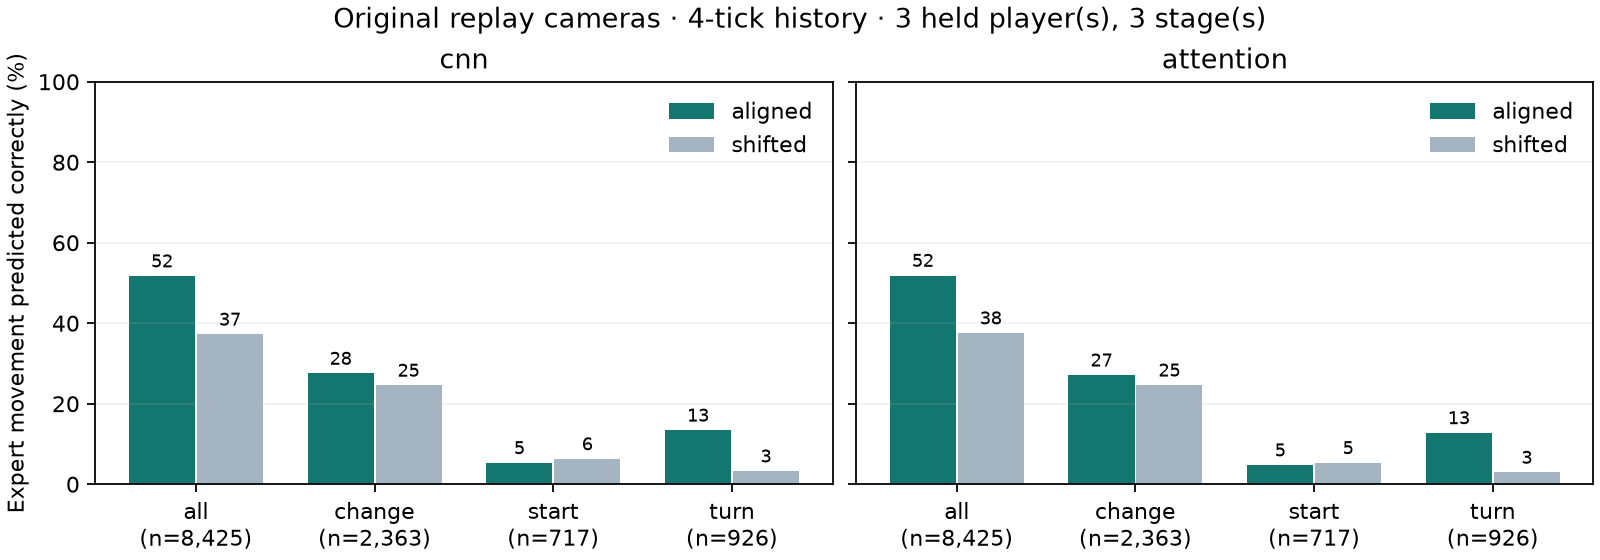 Original replay cameras · 4-tick history · 3 held player(s), 3 stage(s)
cnn
Expert movement predicted correctly (%)
100
80
60
40
20
0
aligned
shifted
52
37
28
25
5
6
13
3
all
(n=8,425)
change
(n=2,363)
start
(n=717)
turn
(n=926)
attention
aligned
shifted
52
38
27
25
5
5
13
3
all
(n=8,425)
change
(n=2,363)
start
(n=717)
turn
(n=926)